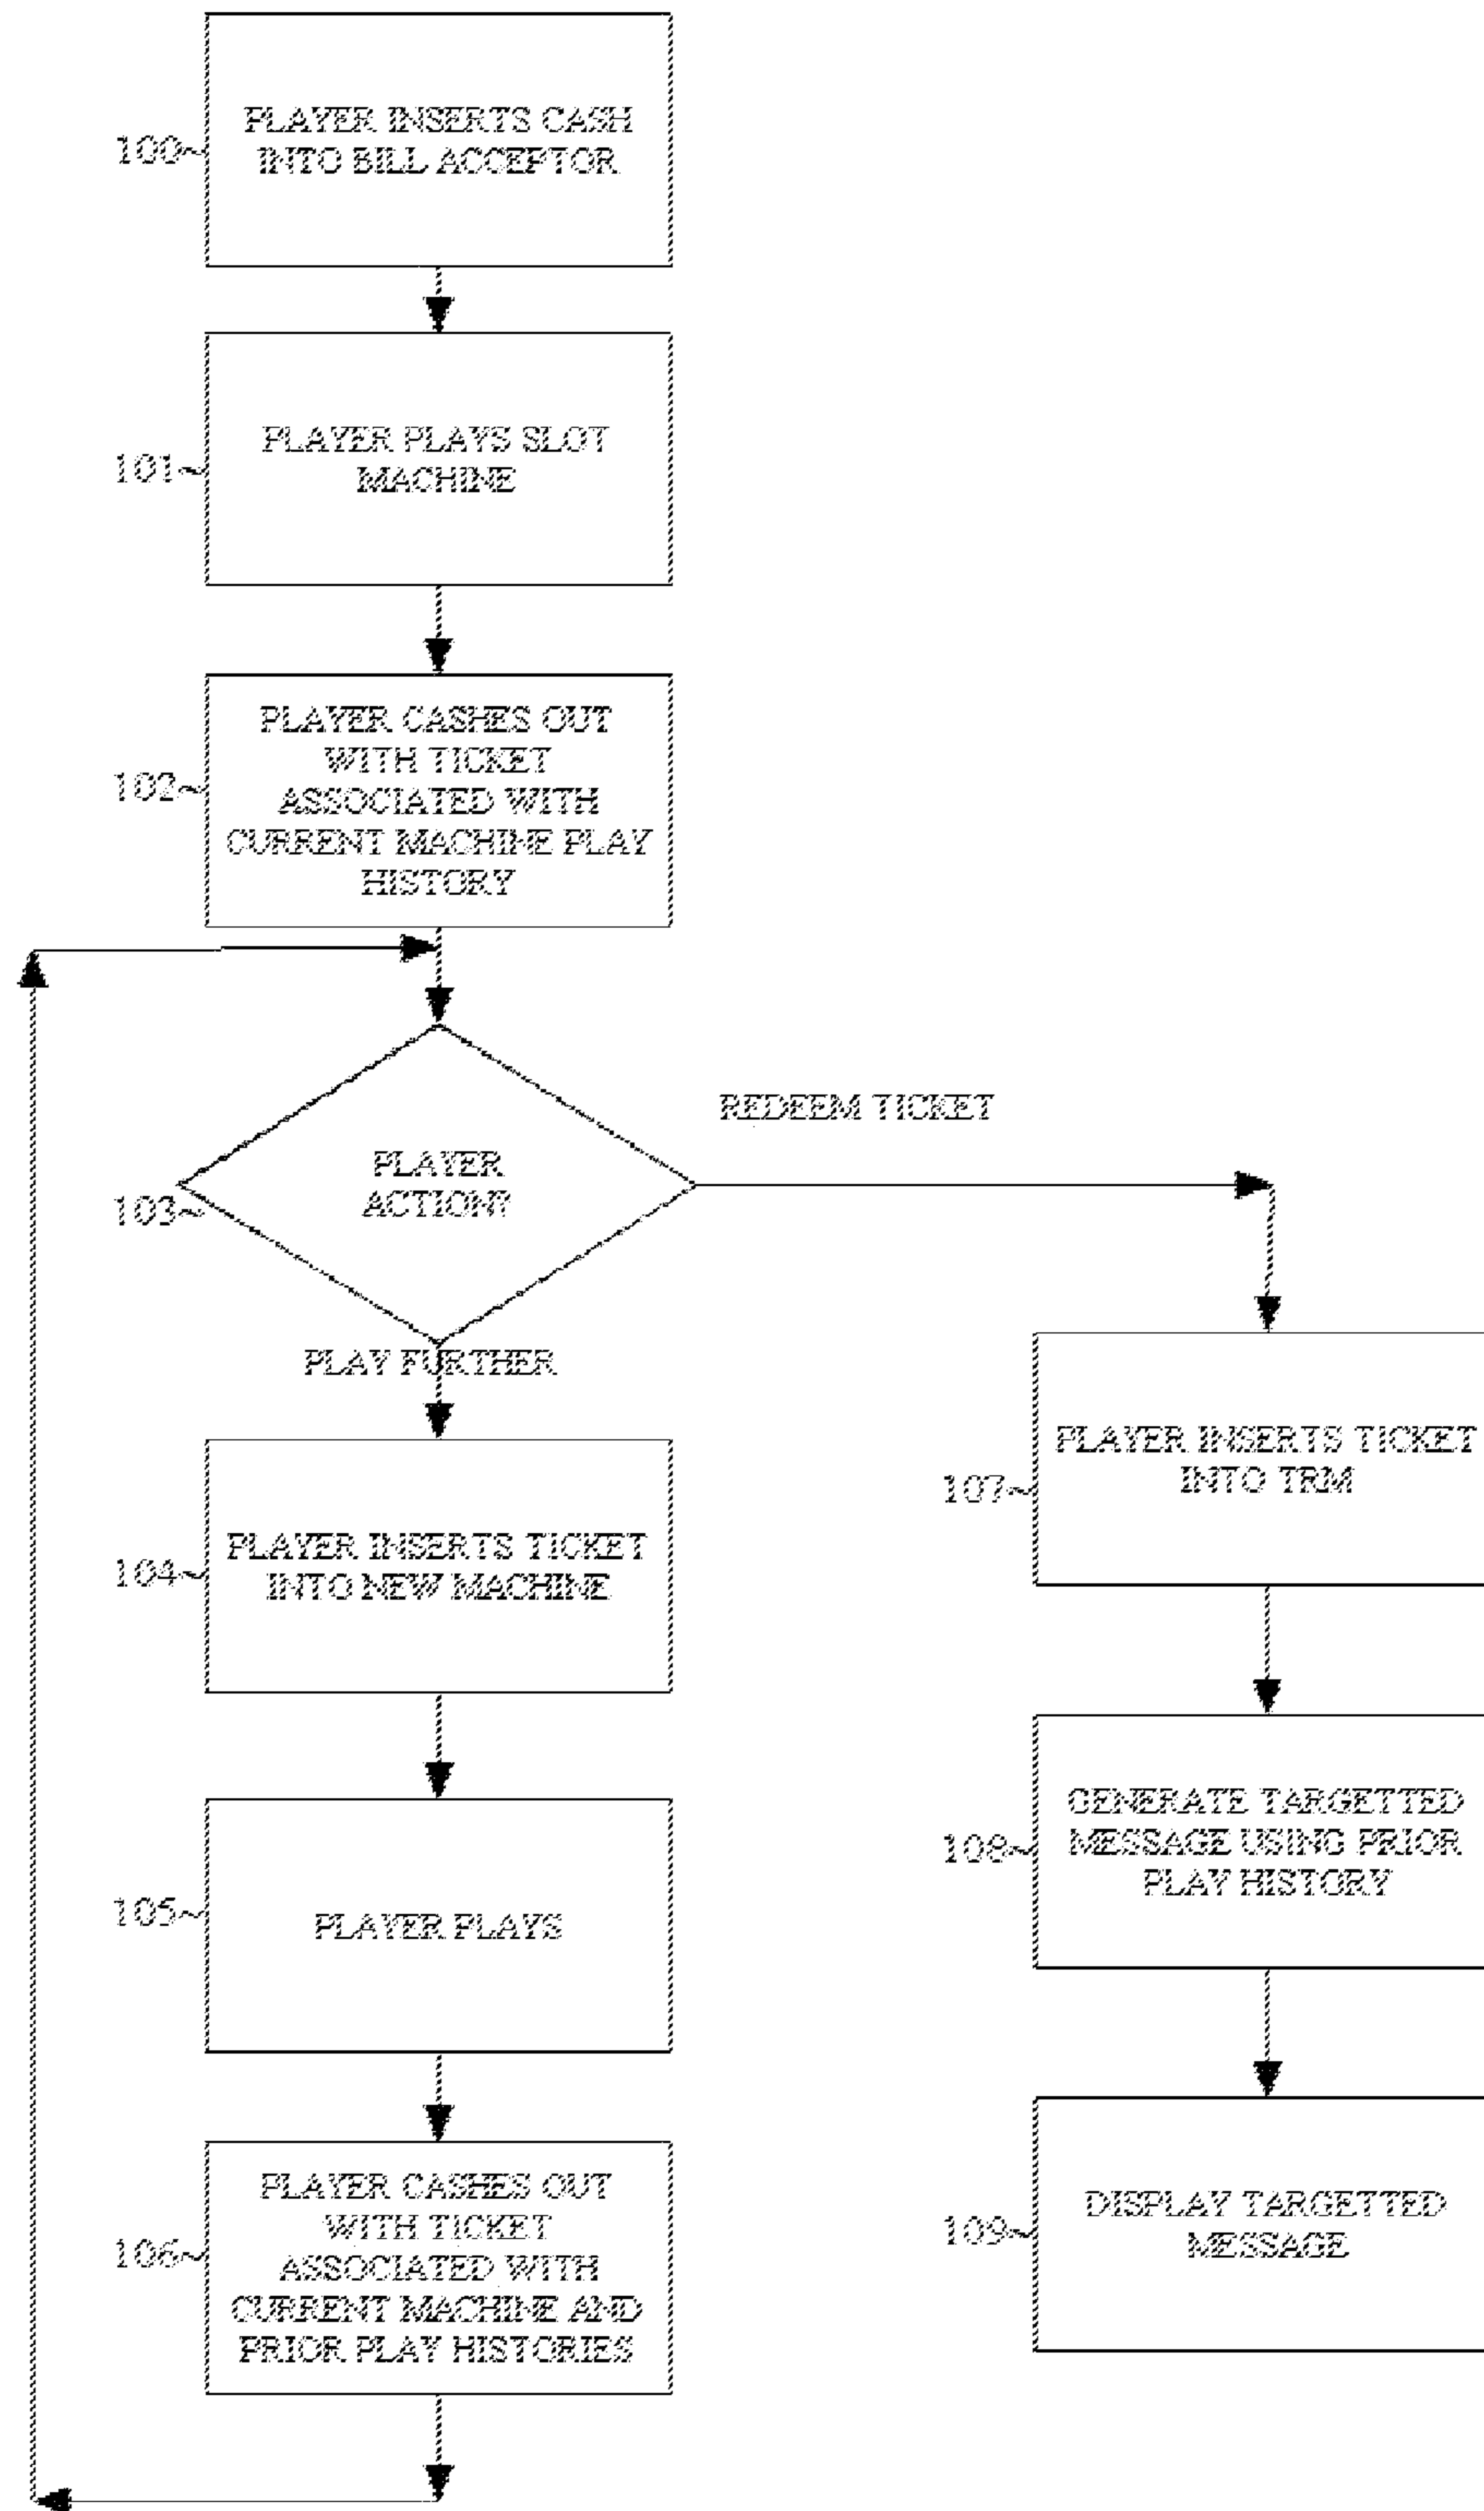 100~
PLAYER INSERTS CASH
INTO BILL ACCEPTOR
101~
PLAYER PLAYS SLOT
MACHINE
102~
PLAYER CASHES OUT
WITH TICKET
ASSOCIATED WITH
CURRENT MACHINE PLAY
HISTORY
103~
PLAYER
ACTION?
REDEEM TICKET
PLAY FURTHER
104~
PLAYER INSERTS TICKET
INTO NEW MACHINE
105~
PLAYER PLAYS
106~
PLAYER CASHES OUT
WITH TICKET
ASSOCIATED WITH
CURRENT MACHINE AND
PRIOR PLAY HISTORIES
107~
PLAYER INSERTS TICKET
INTO TRM
108~
GENERATE TARGETTED
MESSAGE USING PRIOR
PLAY HISTORY
109~
DISPLAY TARGETTED
MESSAGE